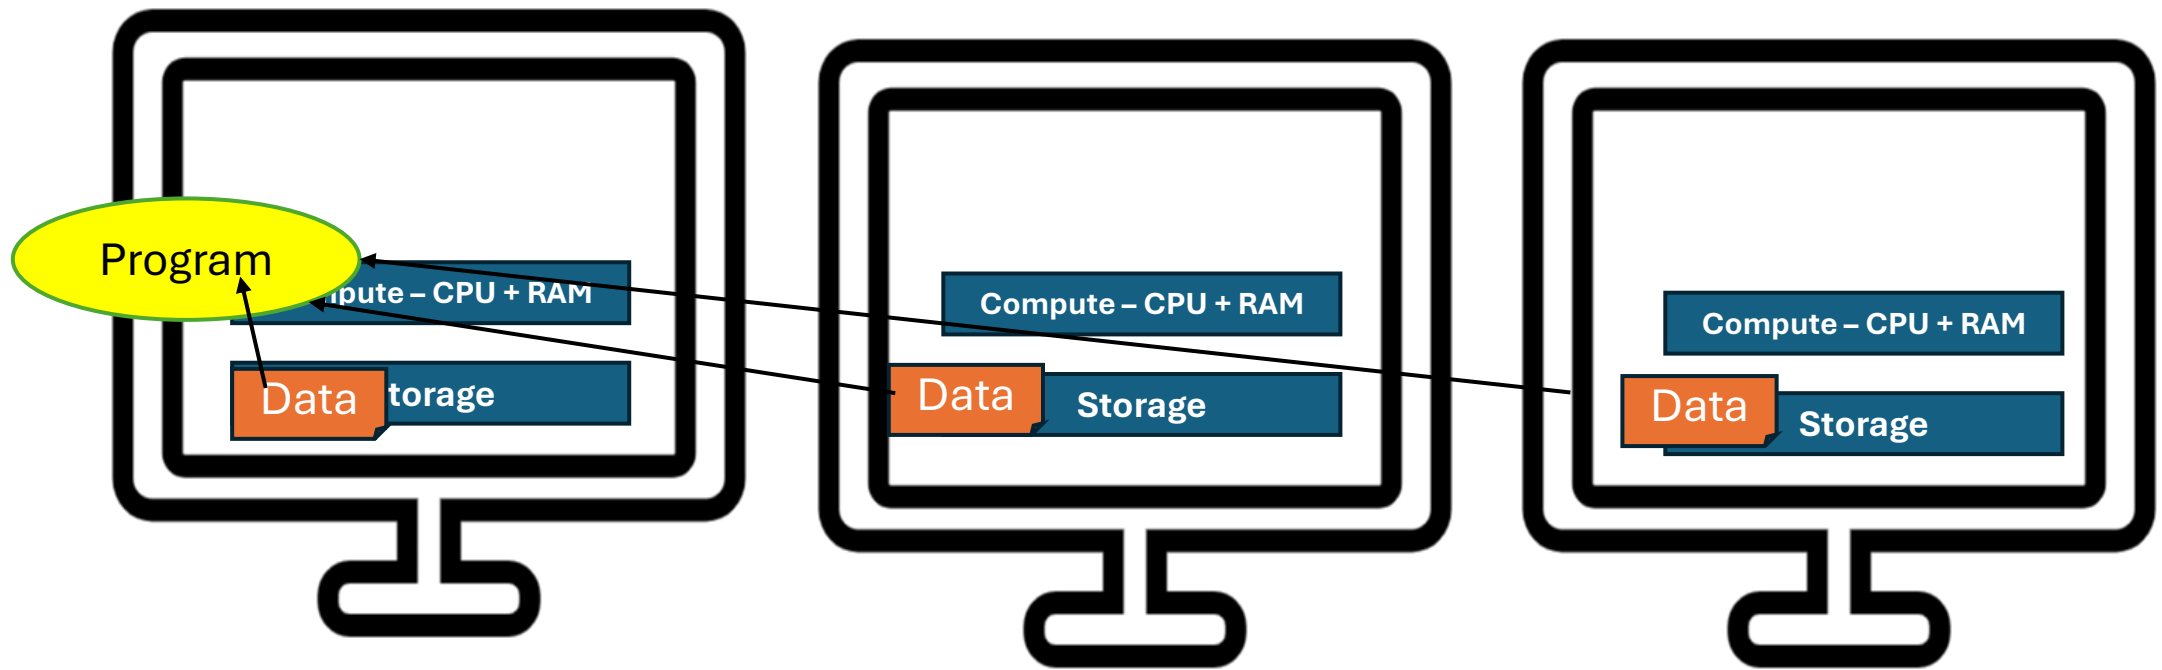 Program
pute – CPU + RAM
Data
torage
Compute – CPU + RAM
Data
Storage
Compute – CPU + RAM
Data
Storage